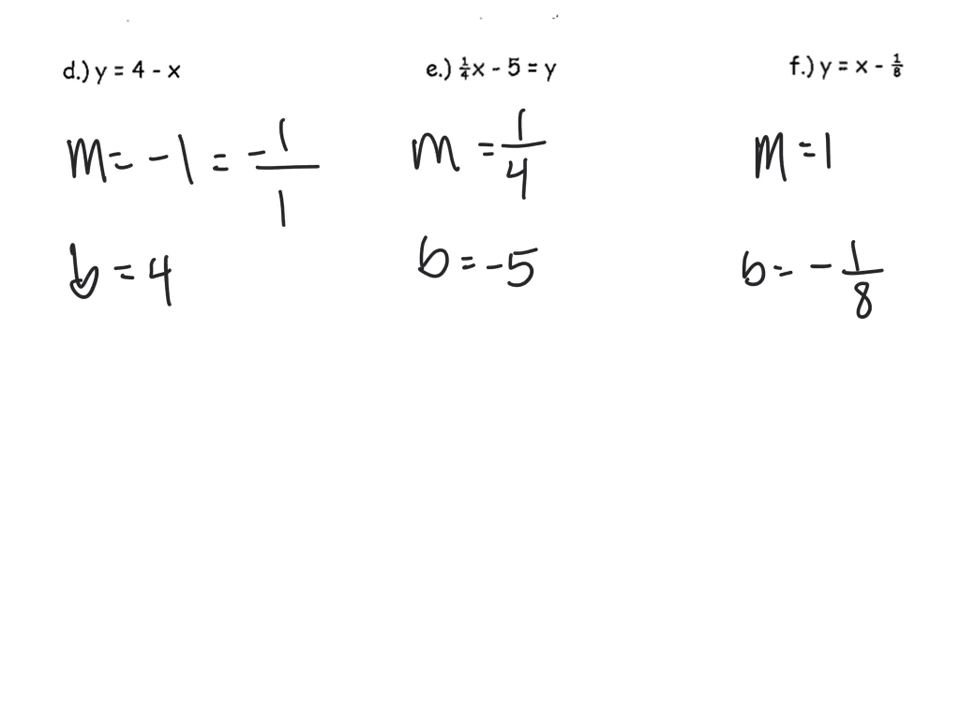 d.) y = 4 - x
m = -1 = -1/1
b = 4
e.) ¼x - 5 = y
m = 1/4
b = -5
f.) y = x - ⅛
m = 1
b = - 1/8